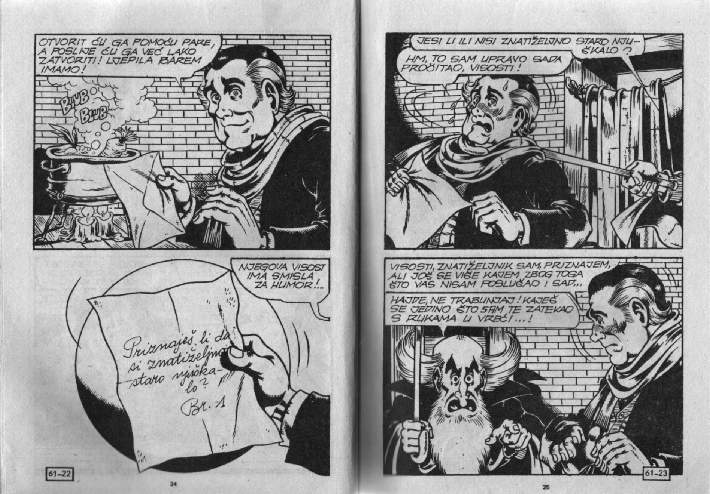 OTVORIT ĆU GA POMOĆU PARE,
A POSLIJE ĆU GA VEĆ LAKO
ZATVORITI! LJEPILA BAREM
IMAMO!
BLUB
BLUB
NJEGOVA VISOST
IMA SMISLA
ZA HUMOR!..
Priznaješ li da
si znatiželjno
staro njuška-
lo?
Br. 1
61-22
24
JESI LI ILI NISI ZNATIŽELJNO STARO NJU-
ŠKALO?
HM, TO SAM UPRAVO SADA
PROČITAO, VISOSTI!
VISOSTI, ZNATIŽELJNIK SAM, PRIZNAJEM,
ALI JOŠ SE VIŠE KAJEM ZBOG TOGA
ŠTO VAS NISAM POSLUŠAO I SAD...
HAJDE, NE TRABUNJAJ! KAJEŠ
SE JEDINO ŠTO SAM TE ZATEKAO
S RUKAMA U VREĆI...!
61-23
25